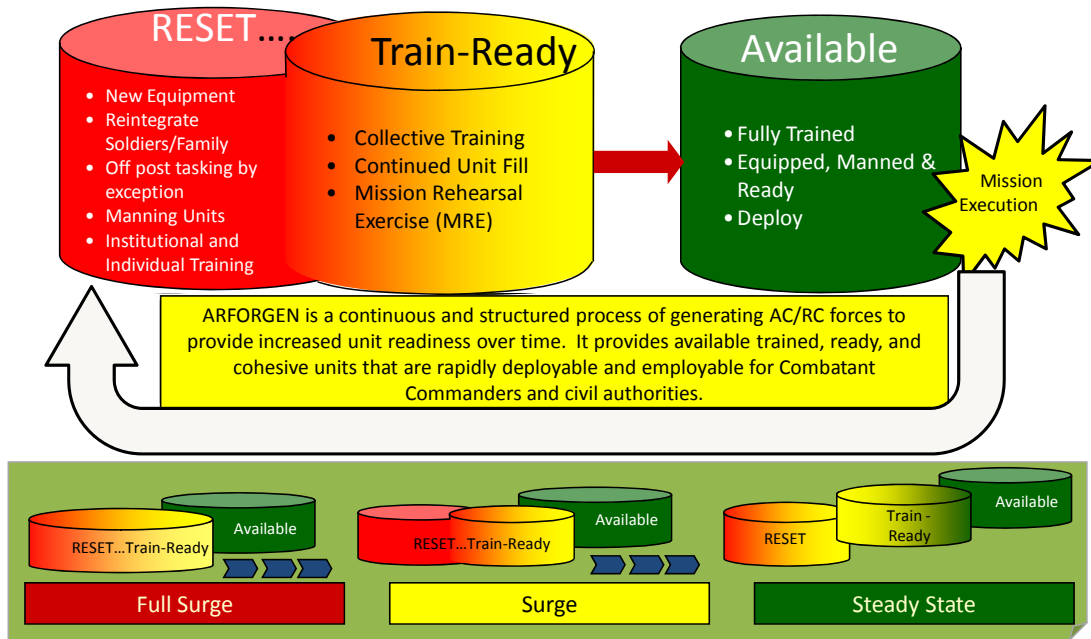 RESET....
• New Equipment
• Reintegrate
Soldiers/Family
• Off post tasking by
exception
• Manning Units
• Institutional and
Individual Training
Train-Ready
• Collective Training
• Continued Unit Fill
• Mission Rehearsal
Exercise (MRE)
Available
• Fully Trained
• Equipped, Manned &
Ready
• Deploy
Mission
Execution
ARFORGEN is a continuous and structured process of generating AC/RC forces to
provide increased unit readiness over time.  It provides available trained, ready, and
cohesive units that are rapidly deployable and employable for Combatant
Commanders and civil authorities.
Available
RESET...Train-Ready
Full Surge
Available
RESET...Train-Ready
Surge
Available
Train -
Ready
RESET
Steady State